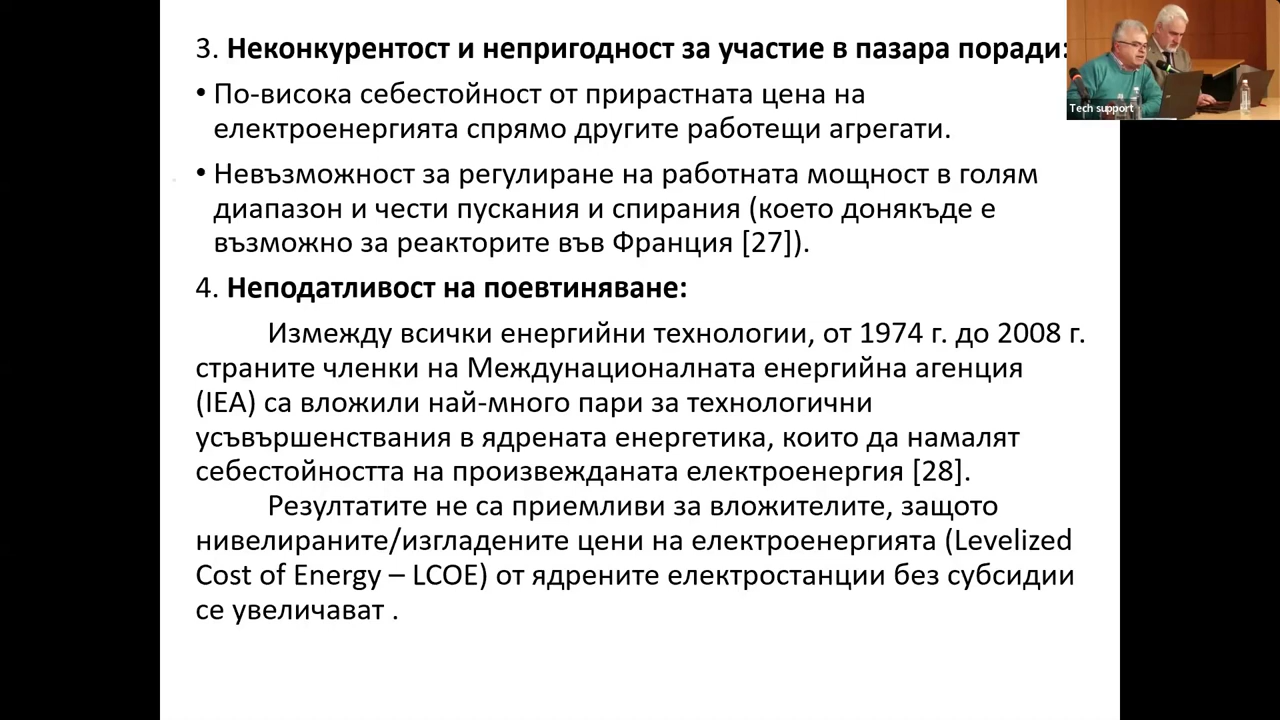 3. Неконкурентост и непригодност за участие в пазара поради:
• По-висока себестойност от прирастната цена на
електроенергията спрямо другите работещи агрегати.
• Невъзможност за регулиране на работната мощност в голям
диапазон и чести пускания и спирания (което донякъде е
възможно за реакторите във Франция [27]).
4. Неподатливост на поевтиняване:
Измежду всички енергийни технологии, от 1974 г. до 2008 г.
страните членки на Междунационалната енергийна агенция
(IEA) са вложили най-много пари за технологични
усъвършенствания в ядрената енергетика, които да намалят
себестойността на произвежданата електроенергия [28].
Резултатите не са приемливи за вложителите, защото
нивелираните/изгладените цени на електроенергията (Levelized
Cost of Energy – LCOE) от ядрените електростанции без субсидии
се увеличават .
Tech support